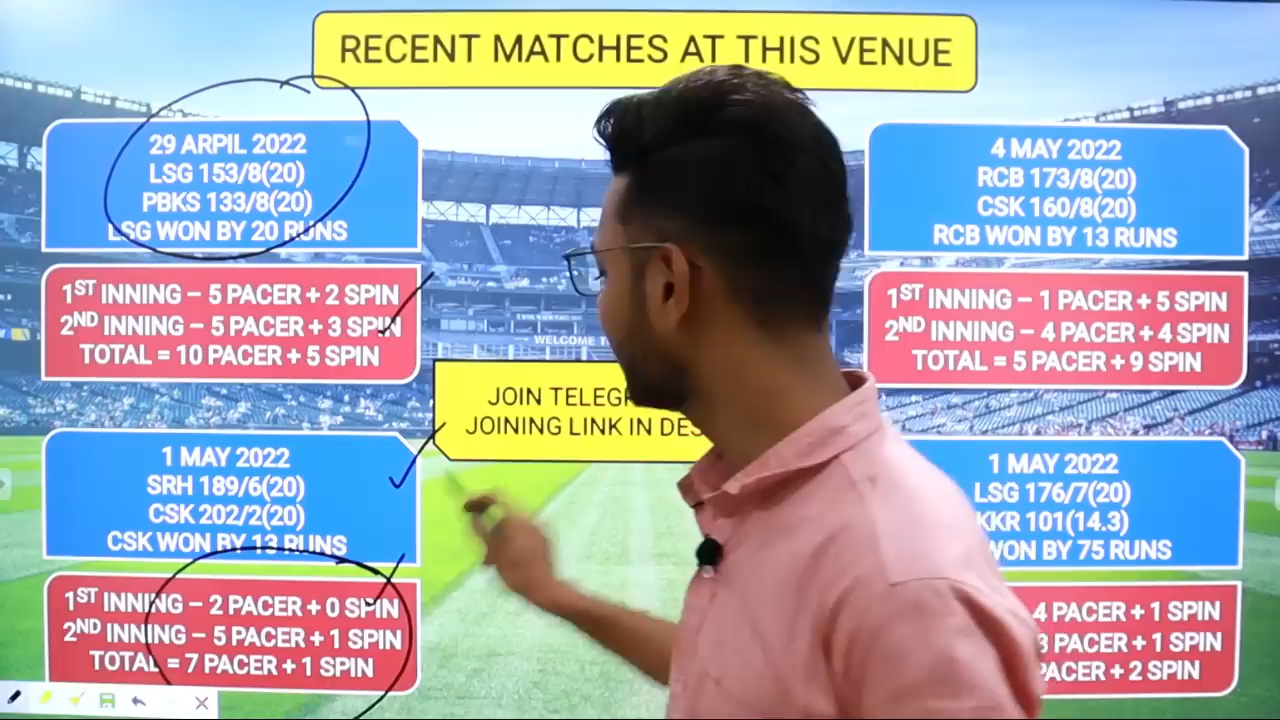 RECENT MATCHES AT THIS VENUE
29 ARPIL 2022
LSG 153/8(20)
PBKS 133/8(20)
LSG WON BY 20 RUNS
1ST INNING – 5 PACER + 2 SPIN
2ND INNING – 5 PACER + 3 SPIN
TOTAL = 10 PACER + 5 SPIN
1 MAY 2022
SRH 189/6(20)
CSK 202/2(20)
CSK WON BY 13 RUNS
1ST INNING – 2 PACER + 0 SPIN
2ND INNING – 5 PACER + 1 SPIN
TOTAL = 7 PACER + 1 SPIN
WELCOME
JOIN
JOINING LINK IN
4 MAY 2022
RCB 173/8(20)
CSK 160/8(20)
RCB WON BY 13 RUNS
1ST INNING – 1 PACER + 5 SPIN
2ND INNING – 4 PACER + 4 SPIN
TOTAL = 5 PACER + 9 SPIN
1 MAY 2022
LSG 176/7(20)
KKR 101(14.3)
WON BY 75 RUNS
4 PACER + 1 SPIN
3 PACER + 1 SPIN
PACER + 2 SPIN